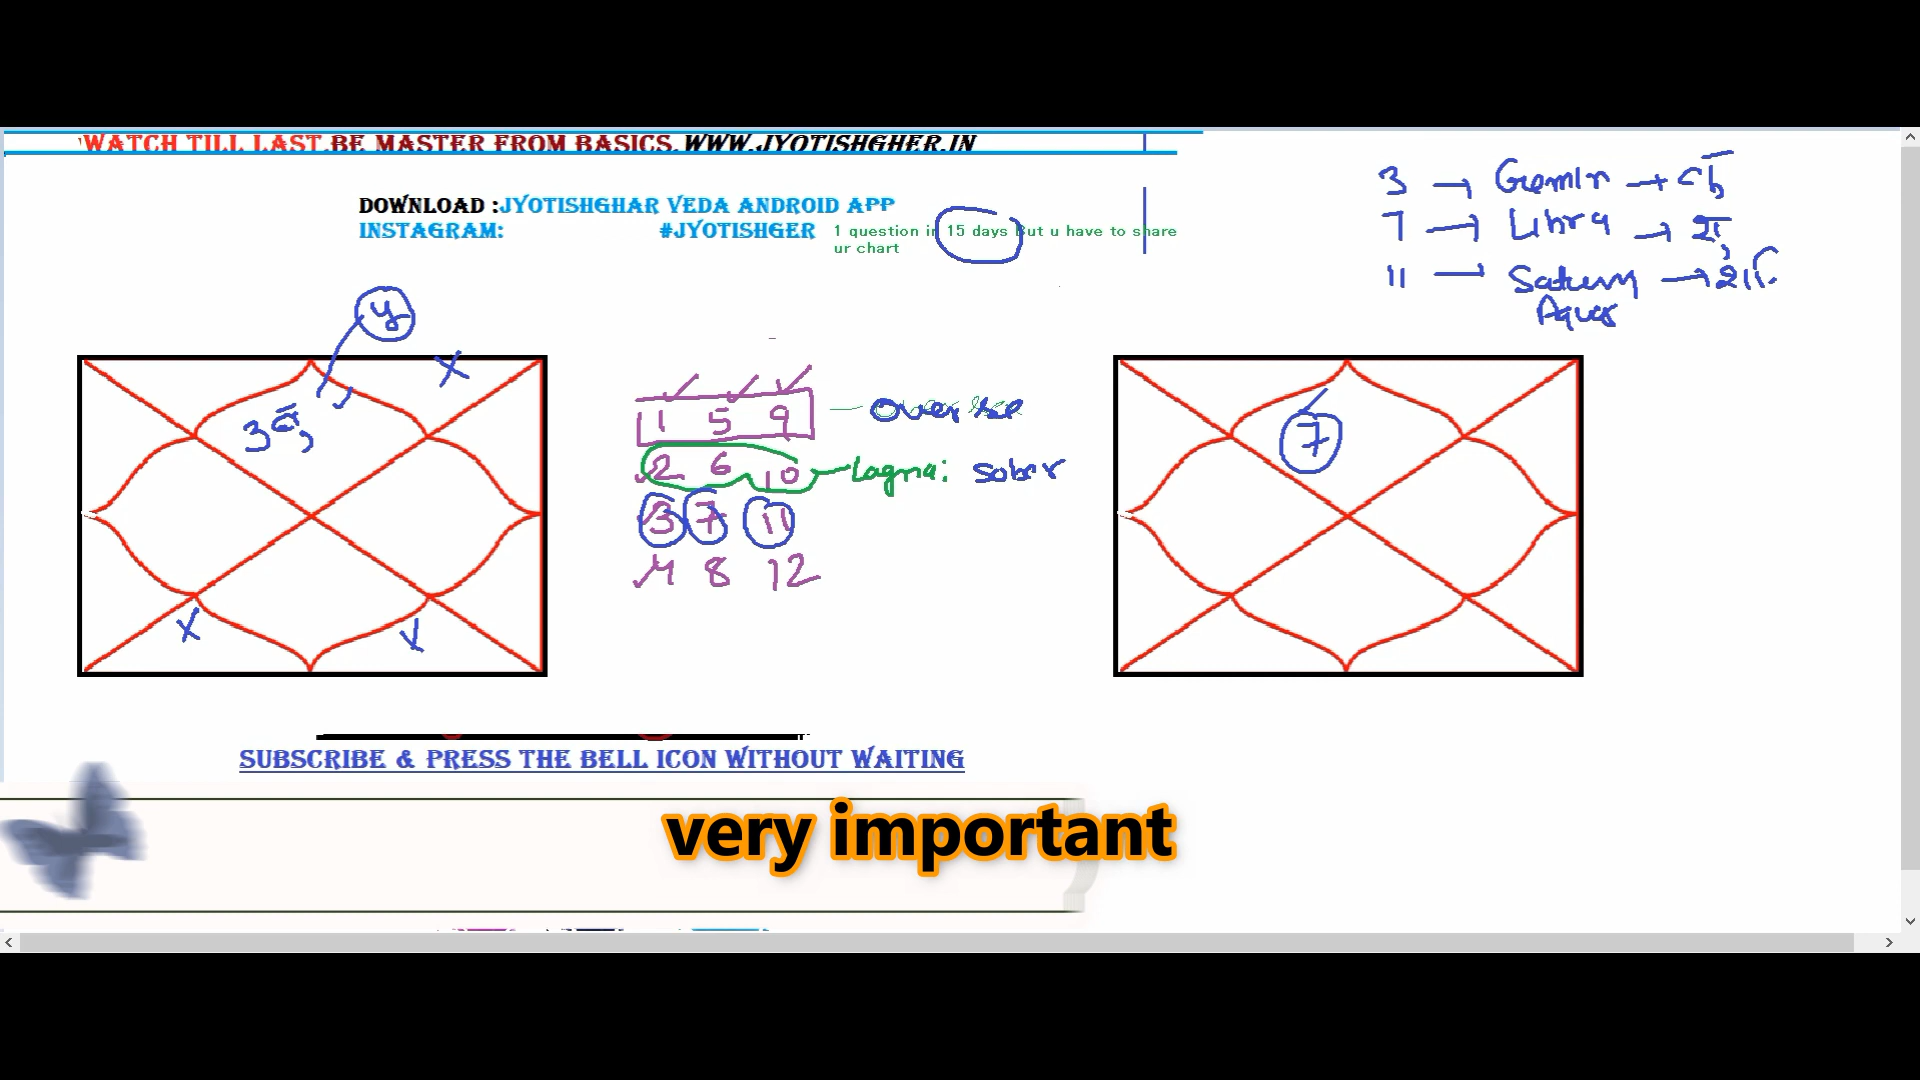 WATCH TILL LAST.BE MASTER FROM BASICS.WWW.JYOTISHGHER.IN
DOWNLOAD :JYOTISHGHAR VEDA ANDROID APP
INSTAGRAM: #JYOTISHGER
1 question in 15 days But u have to share
ur chart
3 → Gemin →
7 → Libra →
11 → Saturn →
Aqua
y
X
3
1 5 9
2 6 10 Lagna: sober
3 7 11
4 8 12
7
X
SUBSCRIBE & PRESS THE BELL ICON WITHOUT WAITING
very important